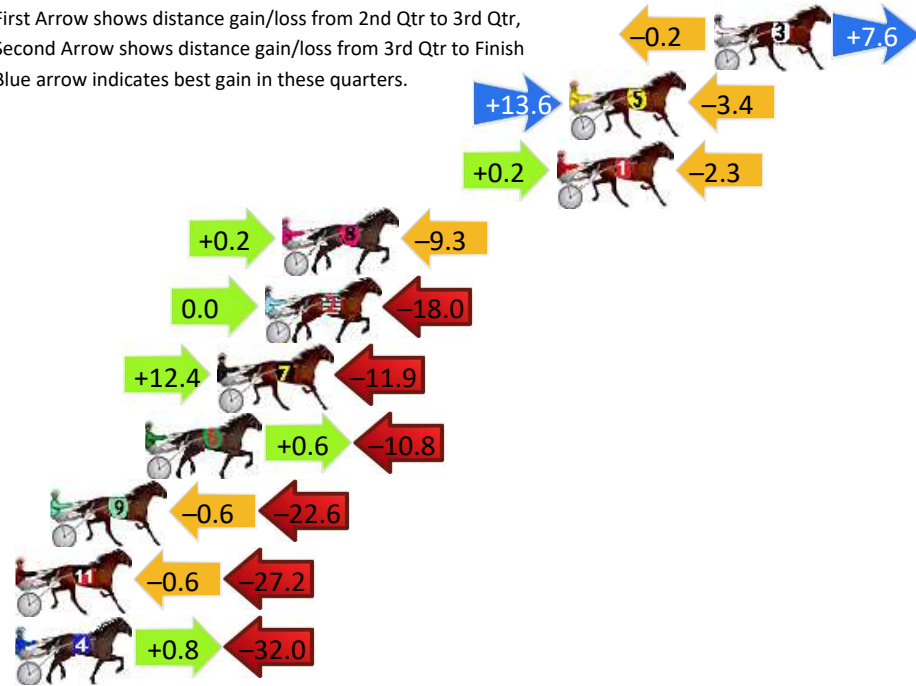 First Arrow shows distance gain/loss from 2nd Qtr to 3rd Qtr,
Second Arrow shows distance gain/loss from 3rd Qtr to Finish
Blue arrow indicates best gain in these quarters.
–0.2 3 +7.6
+13.6 5 –3.4
+0.2 1 –2.3
+0.2 8 –9.3
0.0 2 –18.0
+12.4 7 –11.9
6 +0.6 –10.8
9 –0.6 –22.6
11 –0.6 –27.2
4 +0.8 –32.0